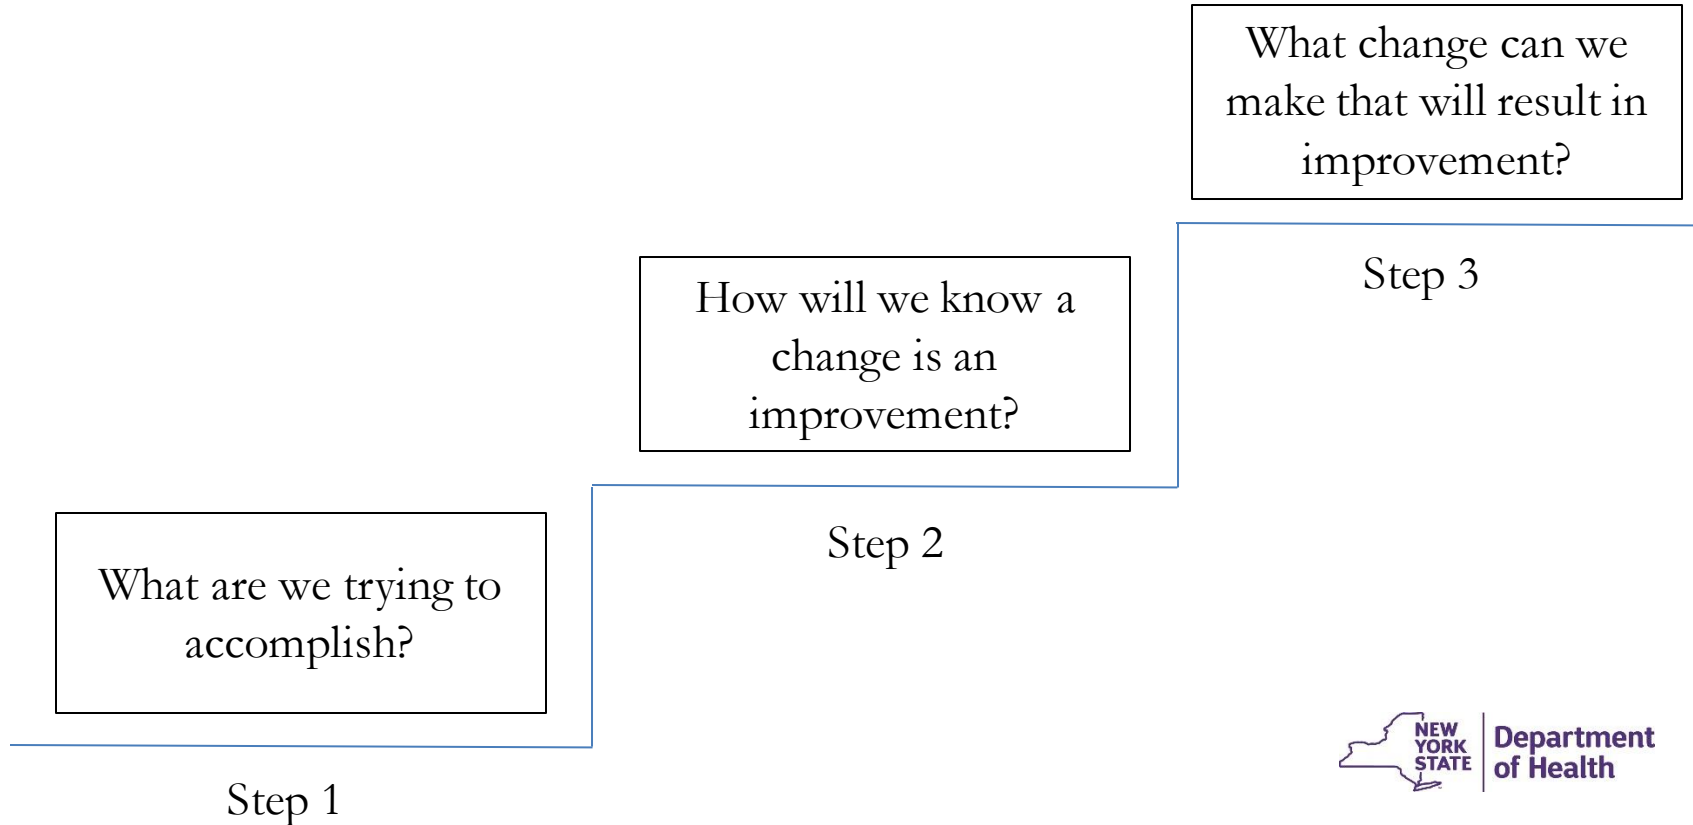 What change can we
make that will result in
improvement?
Step 3
How will we know a
change is an
improvement?
Step 2
What are we trying to
accomplish?
Step 1
NEW
YORK
STATE
Department
of Health